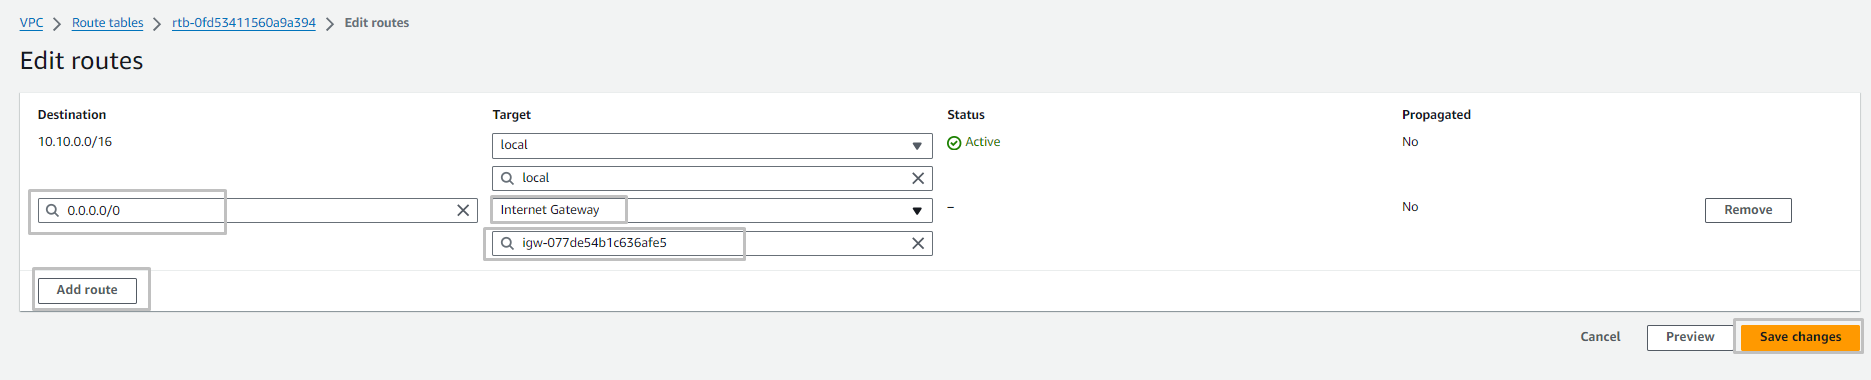 VPC > Route tables > rtb-0fd53411560a9a394 > Edit routes
Edit routes
Destination Target Status Propagated
10.10.0.0/16 local Active No
local
0.0.0.0/0 Internet Gateway – No Remove
igw-077de54b1c636afe5
Add route
Cancel Preview Save changes